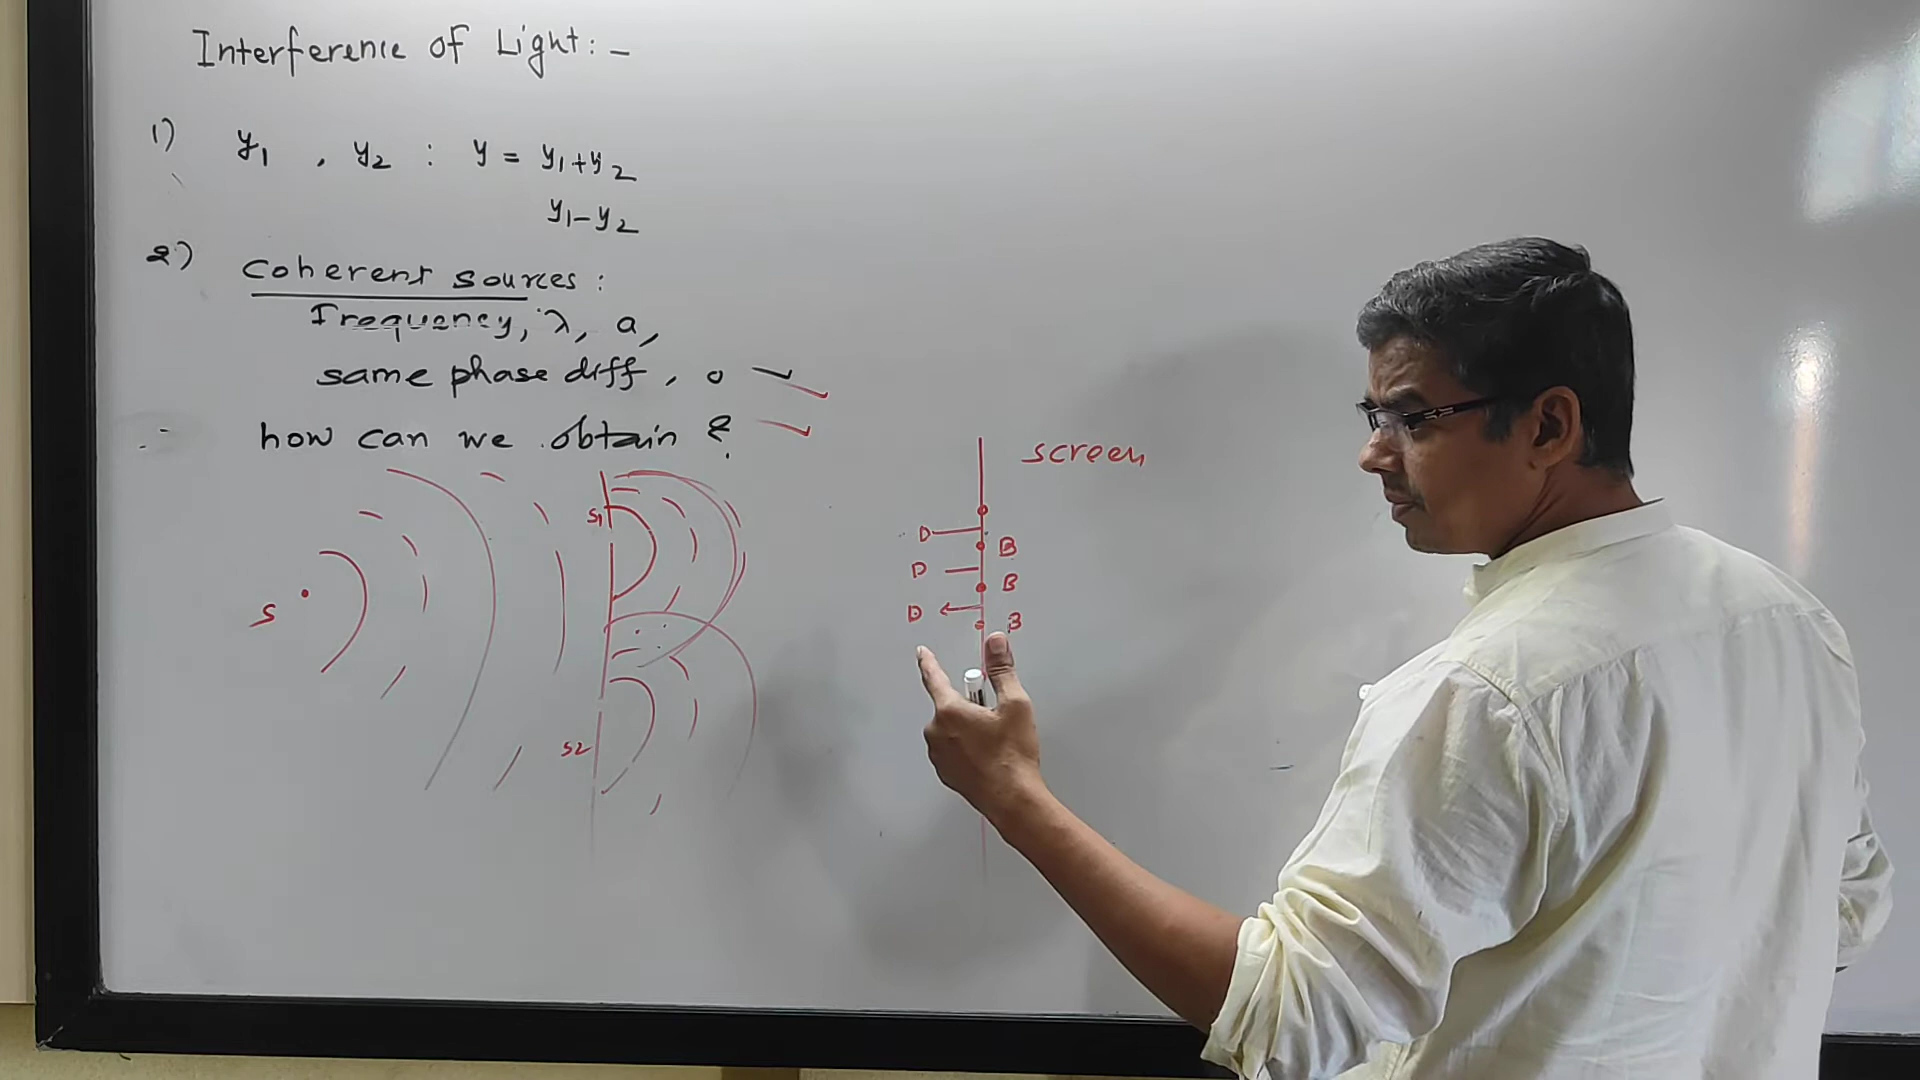 Interference of Light:-
1) y1 , y2 : y = y1+y2
y1-y2
2) Coherent sources :
Frequency, λ, a,
same phase diff, 0
how can we obtain ?
screen
S1
D
B
D
B
S
D
B
S2